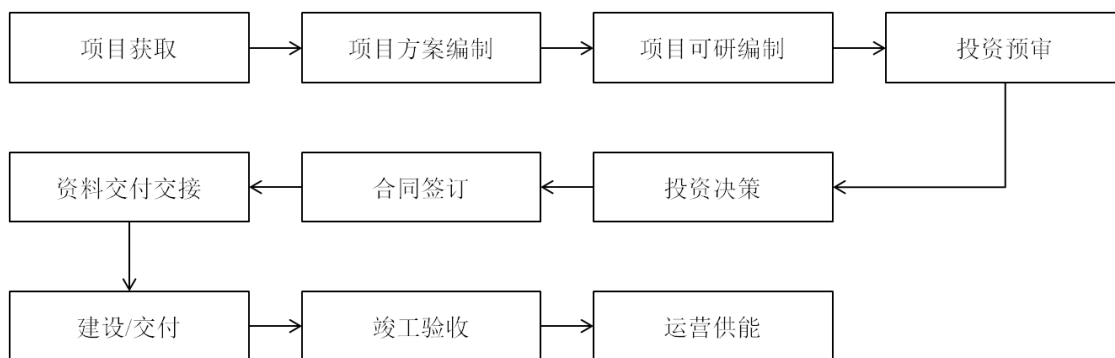 项目获取
项目方案编制
项目可研编制
投资预审
资料交付交接
合同签订
投资决策
建设/交付
竣工验收
运营供能